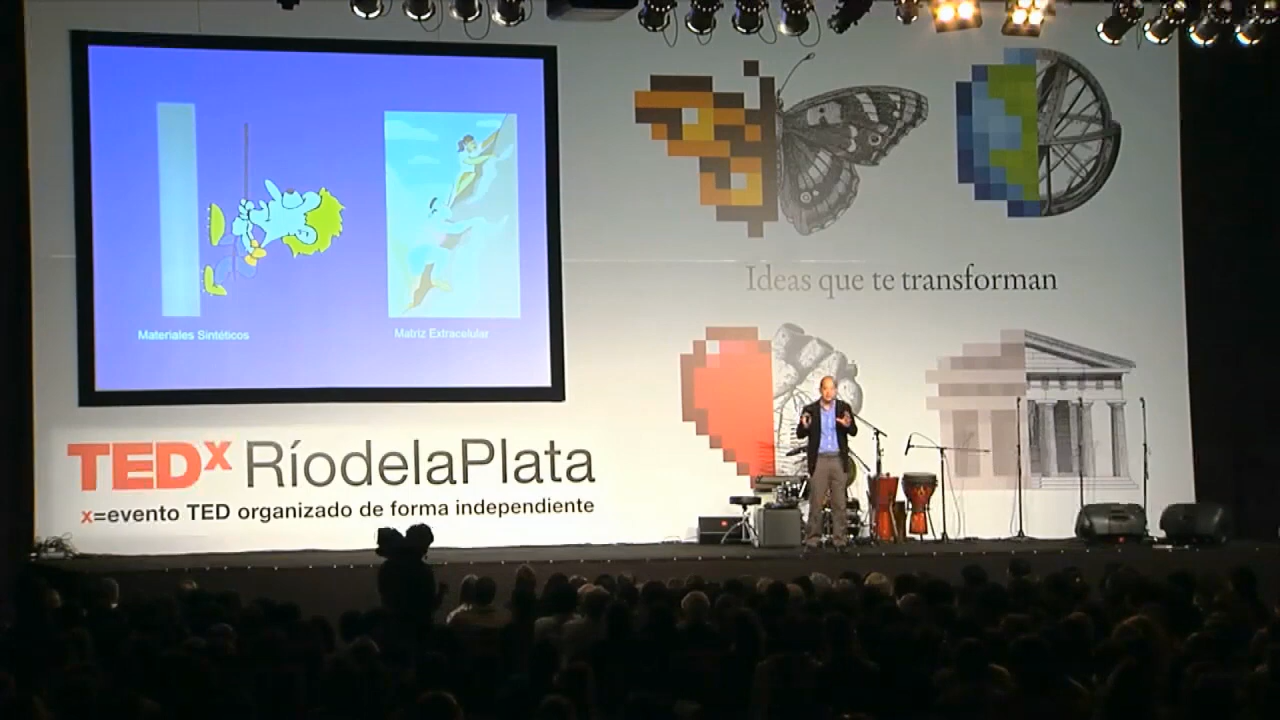 Materiales Sintéticos
Matriz Extracelular
Ideas que te transforman
TEDx RíodelaPlata
x=evento TED organizado de forma independiente